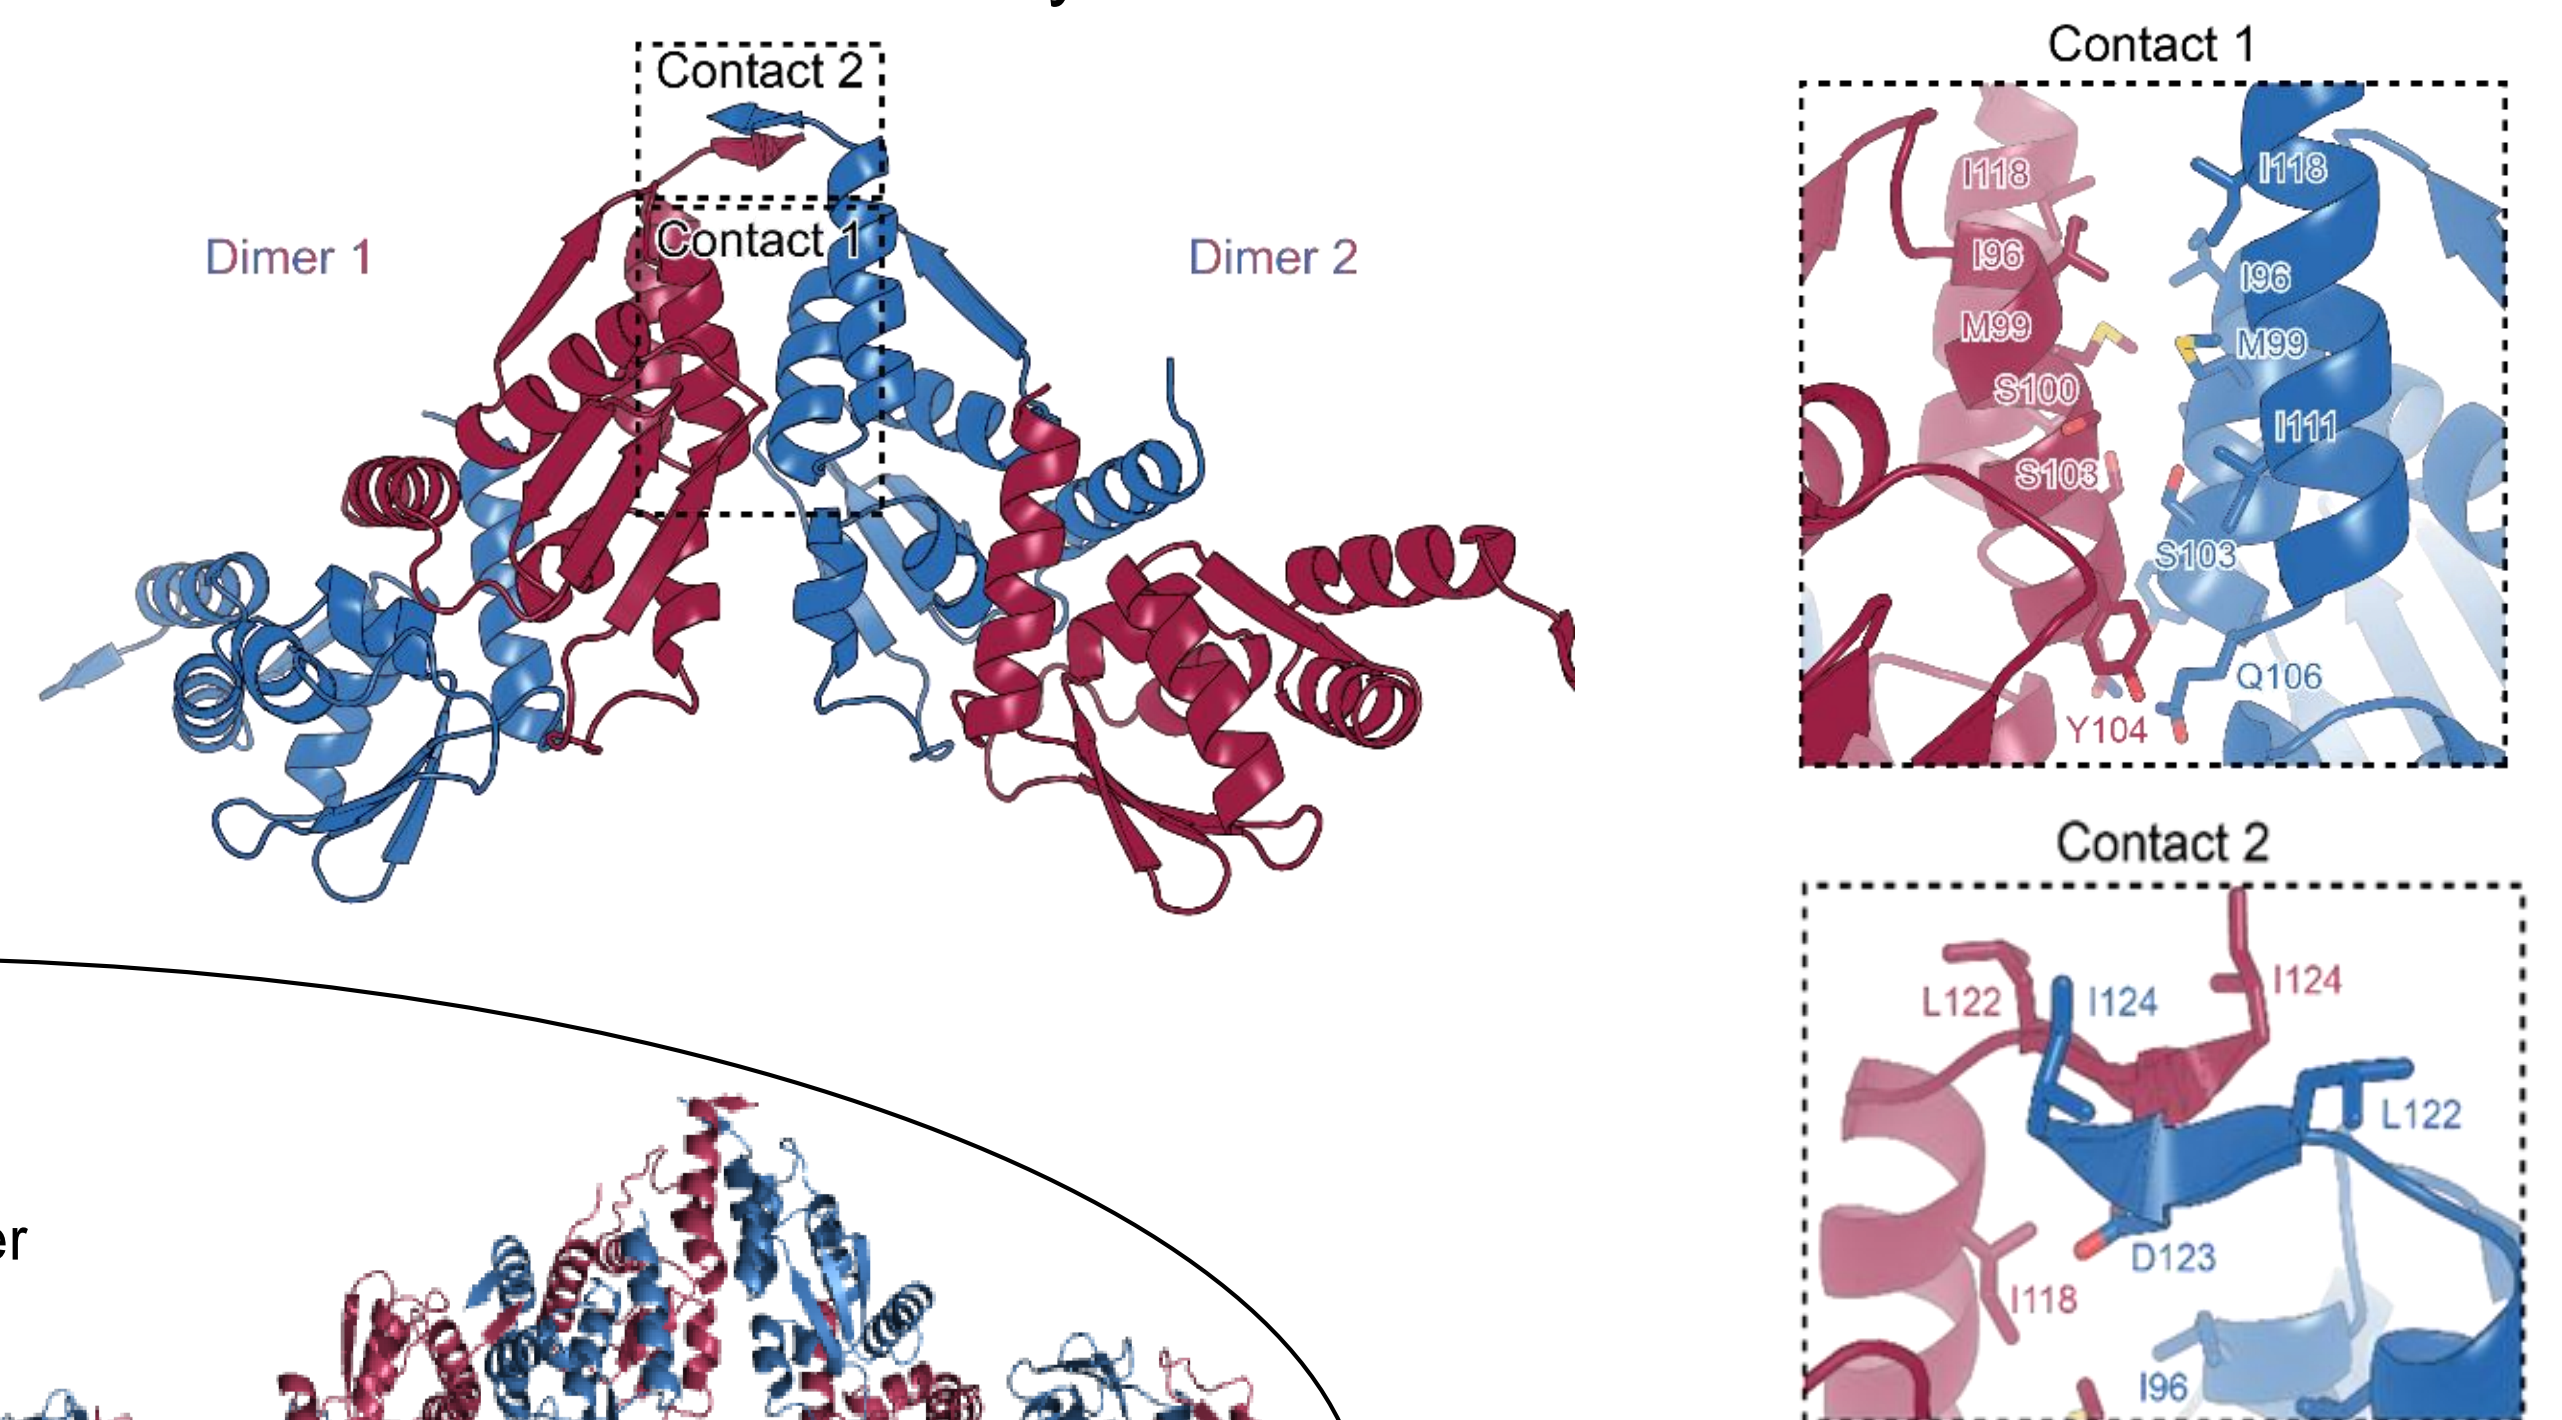 Contact 2
Contact 1
Dimer 1
Dimer 2
Contact 1
I118
I118
I96
I96
M99
M99
S100
I111
S103
S103
Q106
Y104
Contact 2
L122
I124
I124
L122
D123
I118
I96
er